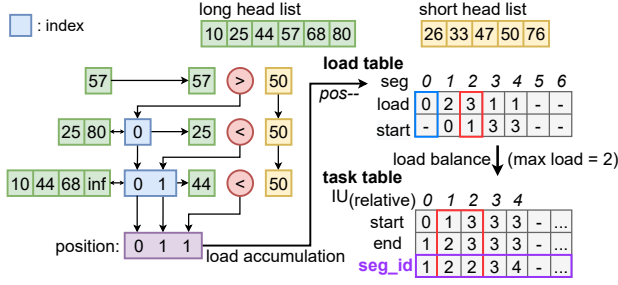 : index
long head list
10 25 44 57 68 80
short head list
26 33 47 50 76
57 57 > 50
25 80 0 25 < 50
10 44 68 inf 0 1 44 < 50
position: 0 1 1
load accumulation
pos--
load table
seg 0 1 2 3 4 5 6
load 0 2 3 1 1 - -
start - 0 1 3 3 - -
load balance (max load = 2)
task table
IU(relative) 0 1 2 3 4
start 0 1 3 3 3 - ...
end 1 2 3 3 3 - ...
seg_id 1 2 2 3 4 - ...